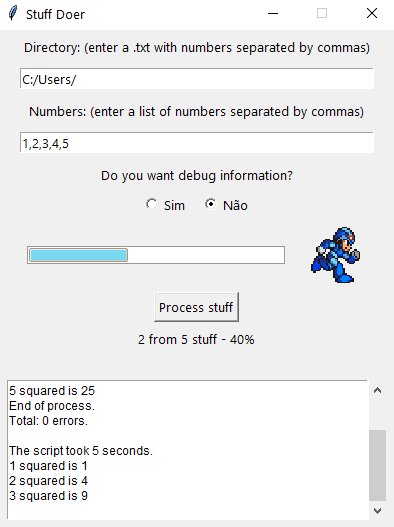 Stuff Doer
Directory: (enter a .txt with numbers separated by commas)
C:/Users/
Numbers: (enter a list of numbers separated by commas)
1,2,3,4,5
Do you want debug information?
Sim Não
Process stuff
2 from 5 stuff - 40%
5 squared is 25
End of process.
Total: 0 errors.
The script took 5 seconds.
1 squared is 1
2 squared is 4
3 squared is 9